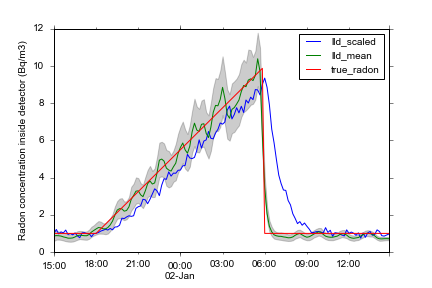 12
10
8
6
4
2
0
Radon concentration inside detector (Bq/m3)
lld_scaled
lld_mean
true_radon
15:00 18:00 21:00 00:00 03:00 06:00 09:00 12:00
02-Jan